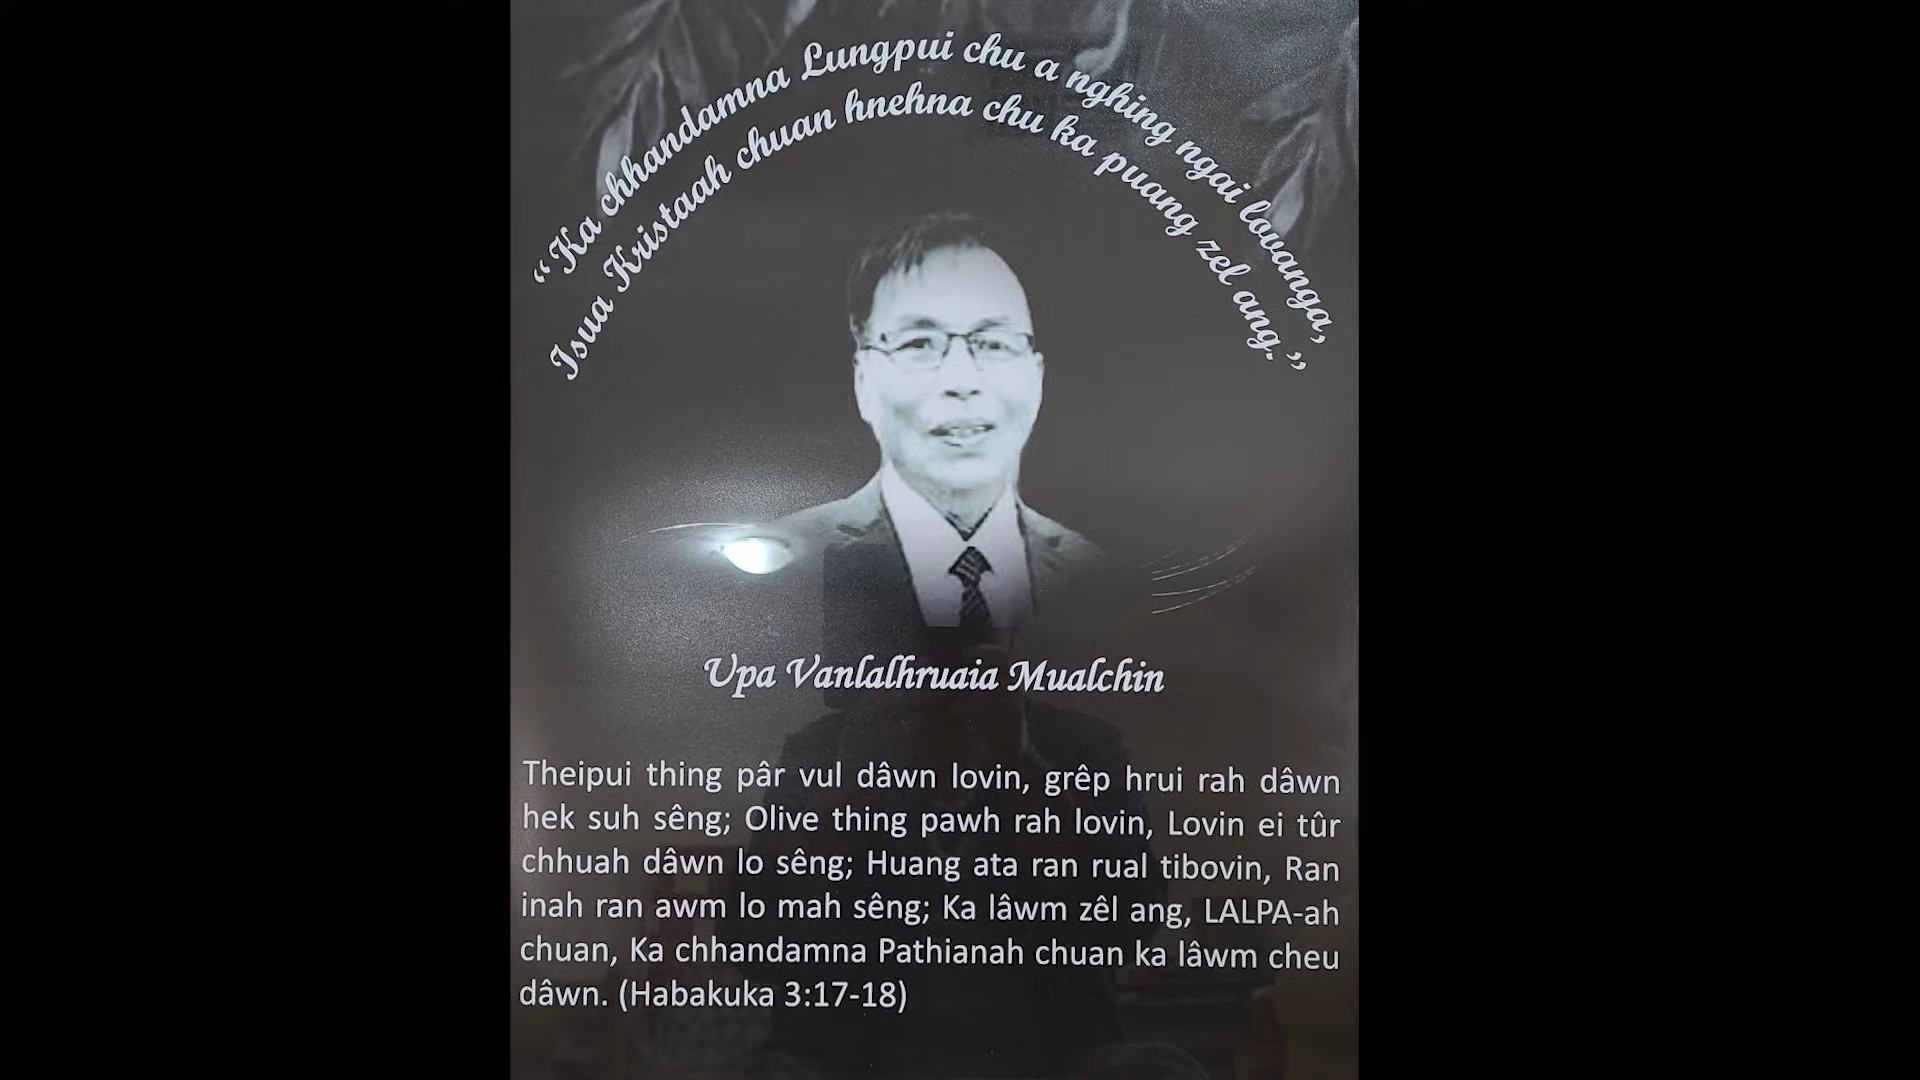 “Ka chhandamna Lungpui chu a nghing ngai lovanga,
Isua Kristaah chuan hnehna chu ka puang zel ang.”
Upa Vanlalhruaia Mualchin
Theipui thing pâr vul dâwn lovin, grêp hrui rah dâwn
hek suh sêng; Olive thing pawh rah lovin, Lovin ei tûr
chhuah dâwn lo sêng; Huang ata ran rual tibovin, Ran
inah ran awm lo mah sêng; Ka lâwm zêl ang, LALPA-ah
chuan, Ka chhandamna Pathianah chuan ka lâwm cheu
dâwn. (Habakuka 3:17-18)